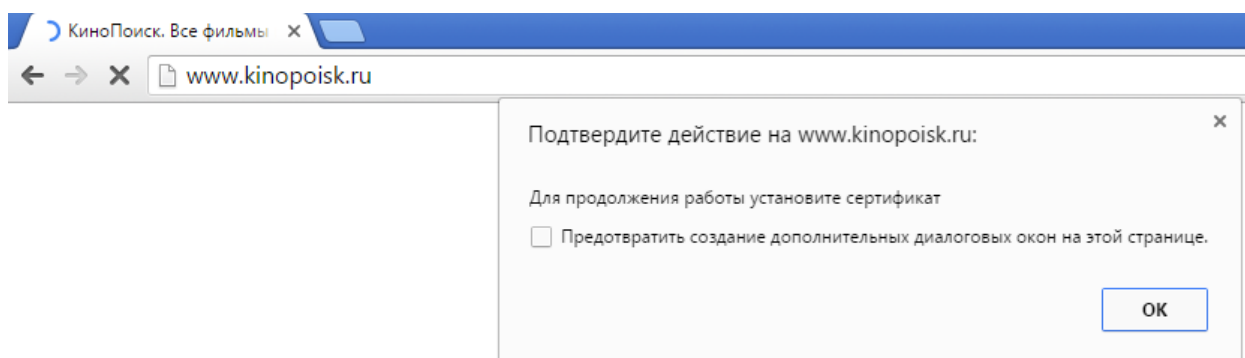 КиноПоиск. Все фильмы
www.kinopoisk.ru
Подтвердите действие на www.kinopoisk.ru:
Для продолжения работы установите сертификат
Предотвратить создание дополнительных диалоговых окон на этой странице.
ОК